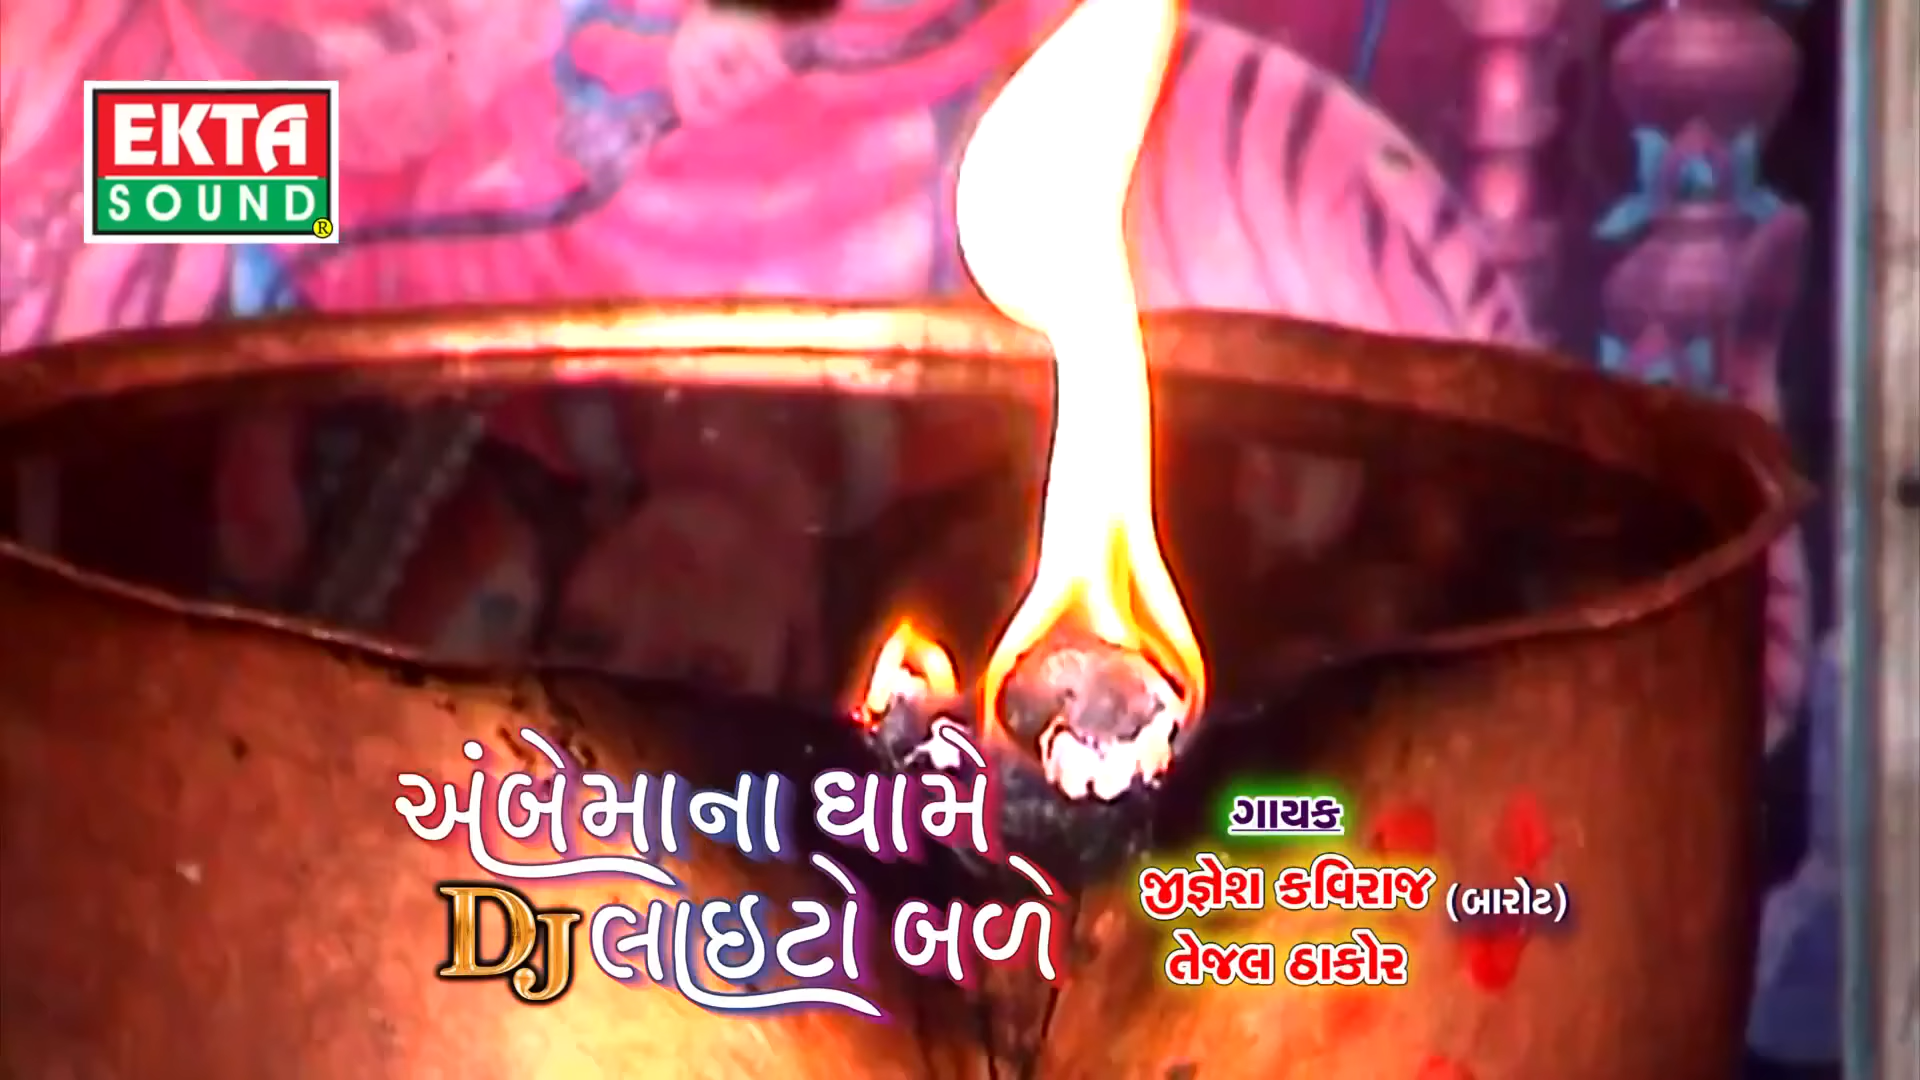 EKTA
SOUND
®
અંબેમાના ધામે
DJ લાઇટો બળે
ગાયક
જીજ્ઞેશ કવિરાજ (બારોટ)
તેજલ ઠાકોર